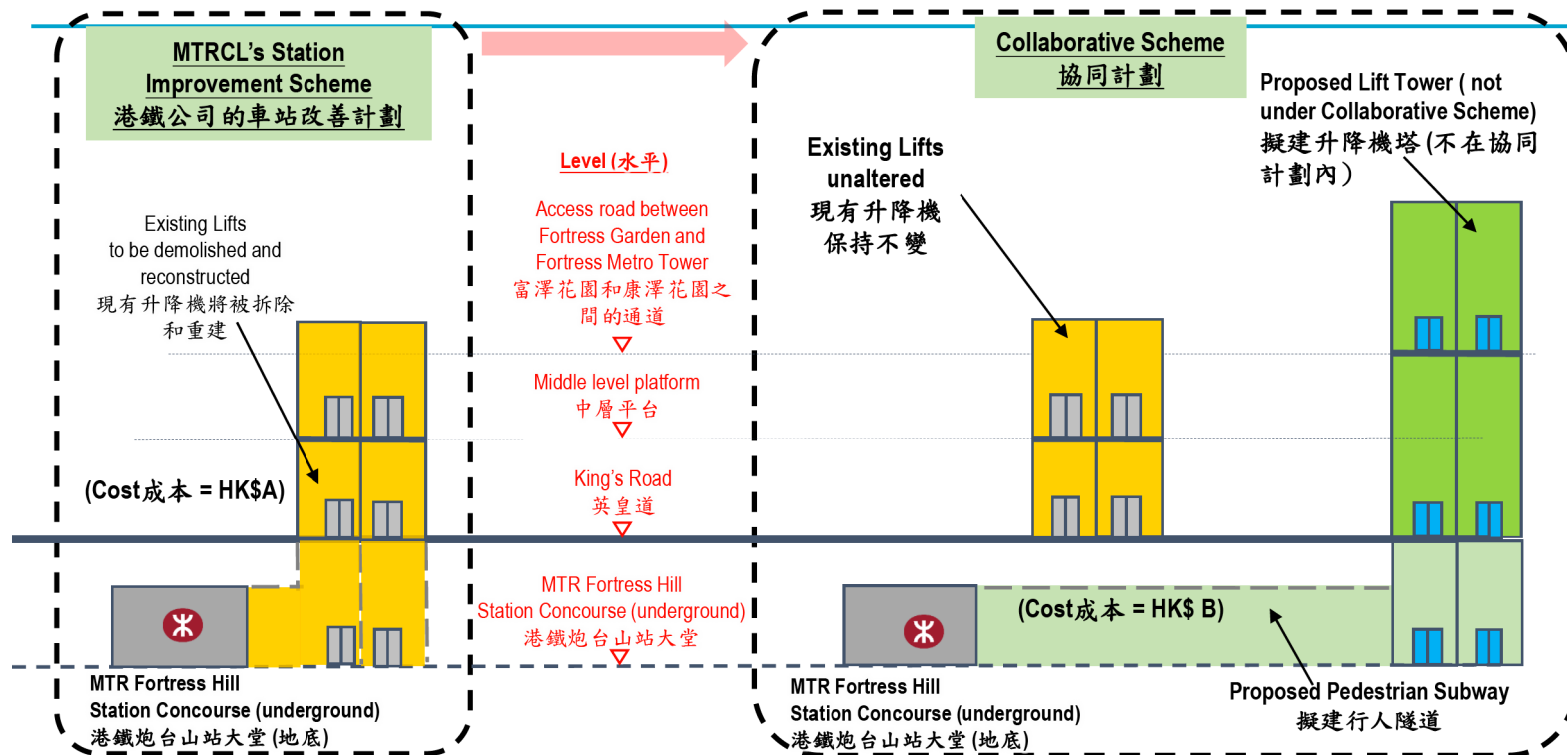 MTRCL's Station
Improvement Scheme
港鐵公司的車站改善計劃
Existing Lifts
to be demolished and
reconstructed
現有升降機將被拆除
和重建
(Cost成本 = HK$A)
MTR Fortress Hill
Station Concourse (underground)
港鐵炮台山站大堂 (地底)
Level (水平)
Access road between
Fortress Garden and
Fortress Metro Tower
富澤花園和康澤花園之
間的通道
Middle level platform
中層平台
King's Road
英皇道
MTR Fortress Hill
Station Concourse (underground)
港鐵炮台山站大堂
Collaborative Scheme
協同計劃
Existing Lifts
unaltered
現有升降機
保持不變
Proposed Lift Tower ( not
under Collaborative Scheme)
擬建升降機塔 (不在協同
計劃內)
(Cost成本 = HK$ B)
MTR Fortress Hill
Station Concourse (underground)
港鐵炮台山站大堂 (地底)
Proposed Pedestrian Subway
擬建行人隧道